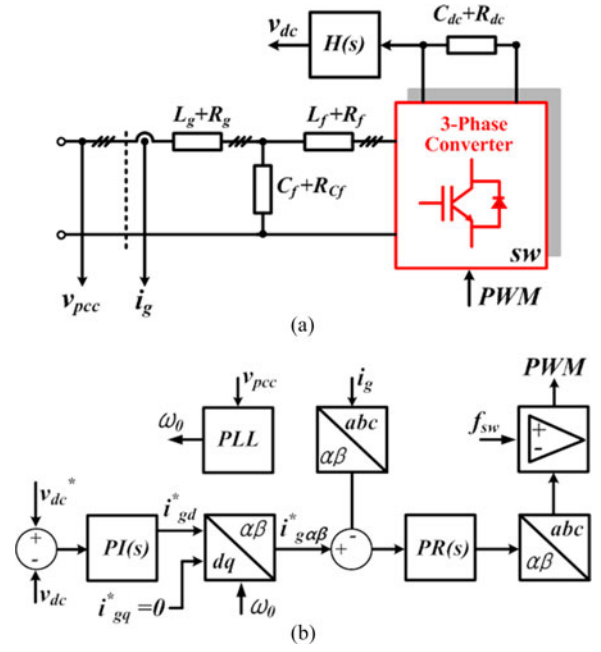 C_dc+R_dc
v_dc
H(s)
L_g+R_g
L_f+R_f
3-Phase
Converter
C_f+R_Cf
SW
v_pcc
i_g
PWM
(a)
v_pcc
i_g
PWM
ω_0
PLL
abc
αβ
f_sw
+
-
v_dc*
i*_gd
+
-
PI(s)
αβ
dq
i*_gαβ
+
-
PR(s)
abc
αβ
v_dc
i*_gq =0
ω_0
(b)